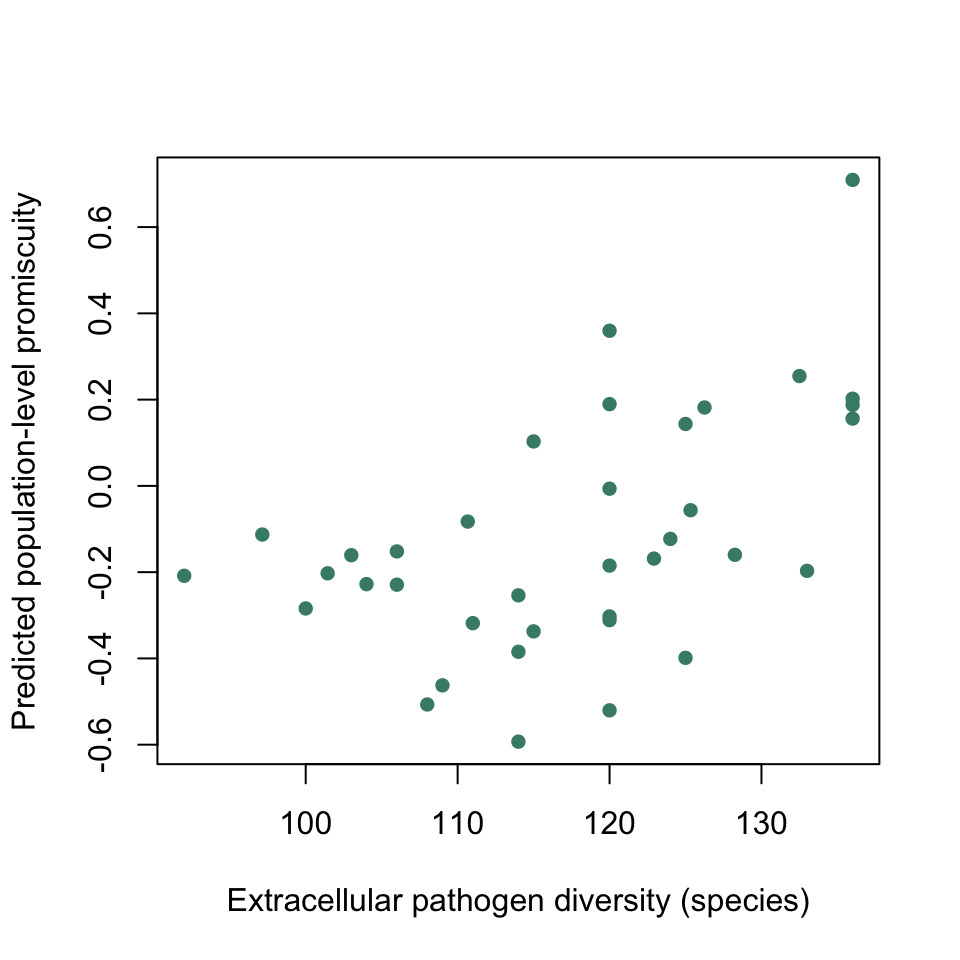 Predicted population-level promiscuity
0.6
0.4
0.2
0.0
-0.2
-0.4
-0.6
100 110 120 130
Extracellular pathogen diversity (species)